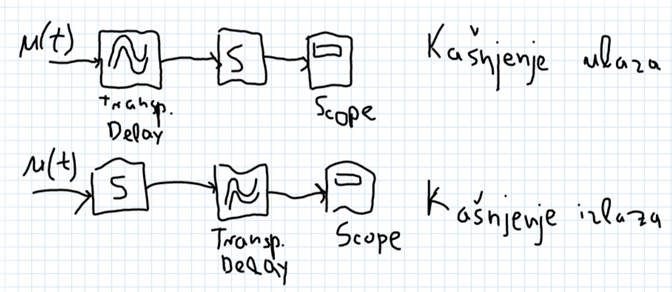 μ(t) S Kašnjenje ulaza
Transp. Scope
Delay
μ(t) S Kašnjenje izlaza
Transp. Scope
Delay